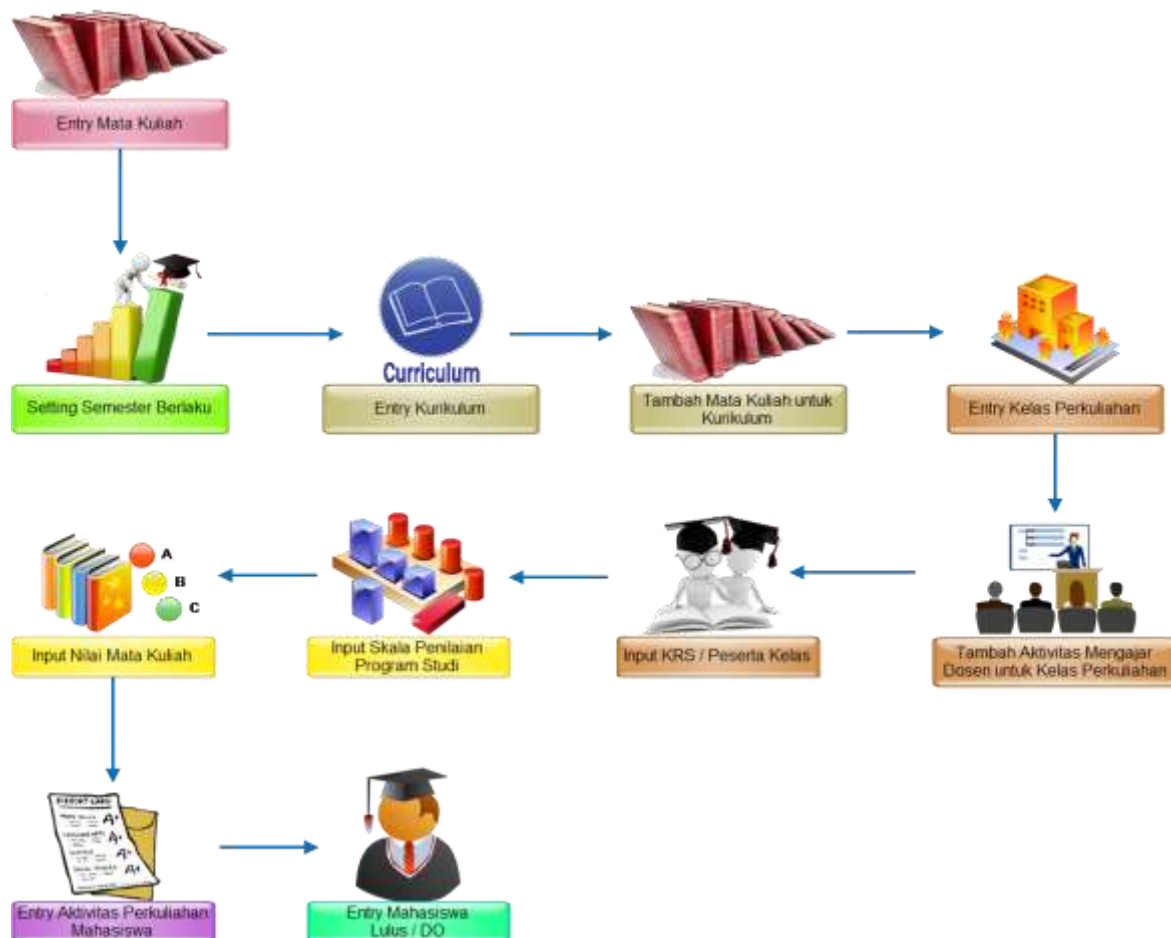 Entry Mata Kuliah
Setting Semester Berlaku
Curriculum
Entry Kurikulum
Tambah Mata Kuliah untuk
Kurikulum
Entry Kelas Perkuliahan
Input Nilai Mata Kuliah
A
B
C
Input Skala Penilaian
Program Studi
Input KRS / Peserta Kelas
Tambah Aktivitas Mengajar
Dosen untuk Kelas Perkuliahan
REPORT CARD
A+
A+
A+
A+
Entry Aktivitas Perkuliahan
Mahasiswa
Entry Mahasiswa
Lulus / DO